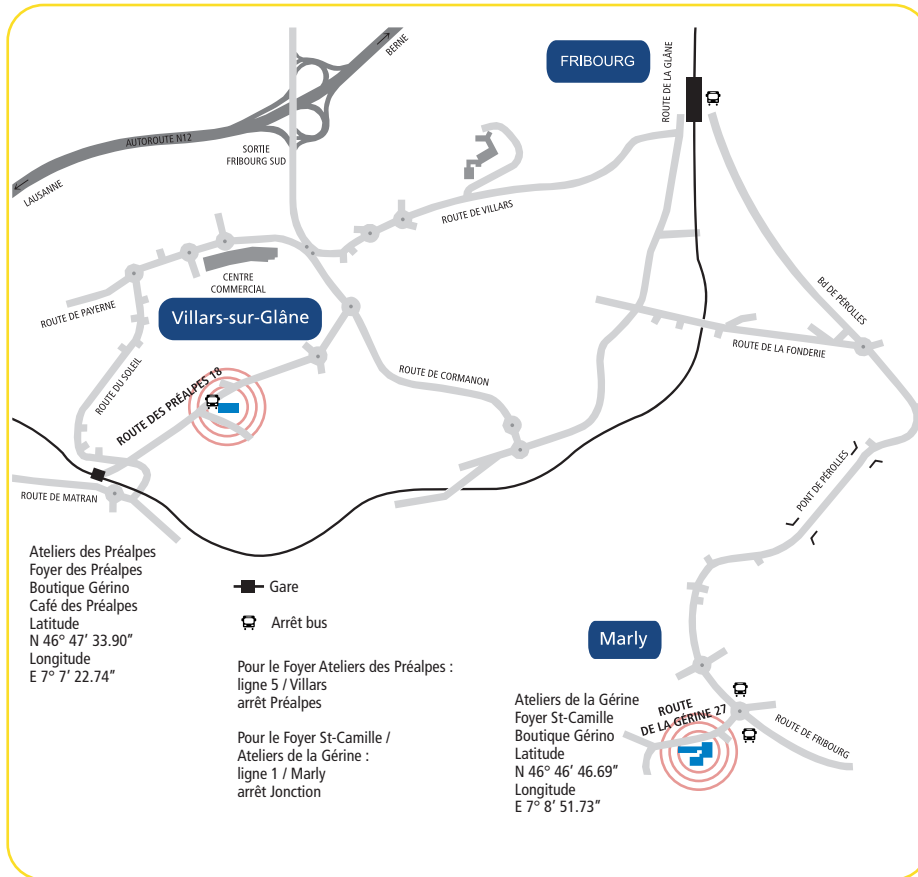 FRIBOURG
BERNE
ROUTE DE LA GLÂNE
AUTOROUTE N12
SORTIE
FRIBOURG SUD
LAUSANNE
ROUTE DE VILLARS
CENTRE
COMMERCIAL
ROUTE DE PAYERNE
Villars-sur-Glâne
Bd DE PÉROLLES
ROUTE DE LA FONDERIE
ROUTE DU SOLEIL
ROUTE DES PRÉALPES 18
ROUTE DE CORMANON
PONT DE PÉROLLES
ROUTE DE MATRAN
Ateliers des Préalpes
Foyer des Préalpes
Boutique Gérino
Café des Préalpes
Latitude
N 46° 47’ 33.90”
Longitude
E 7° 7’ 22.74”
Gare
Arrêt bus
Pour le Foyer Ateliers des Préalpes :
ligne 5 / Villars
arrêt Préalpes
Pour le Foyer St-Camille /
Ateliers de la Gérine :
ligne 1 / Marly
arrêt Jonction
Marly
Ateliers de la Gérine
Foyer St-Camille
Boutique Gérino
Latitude
N 46° 46’ 46.69”
Longitude
E 7° 8’ 51.73”
ROUTE
DE LA GÉRINE 27
ROUTE DE FRIBOURG